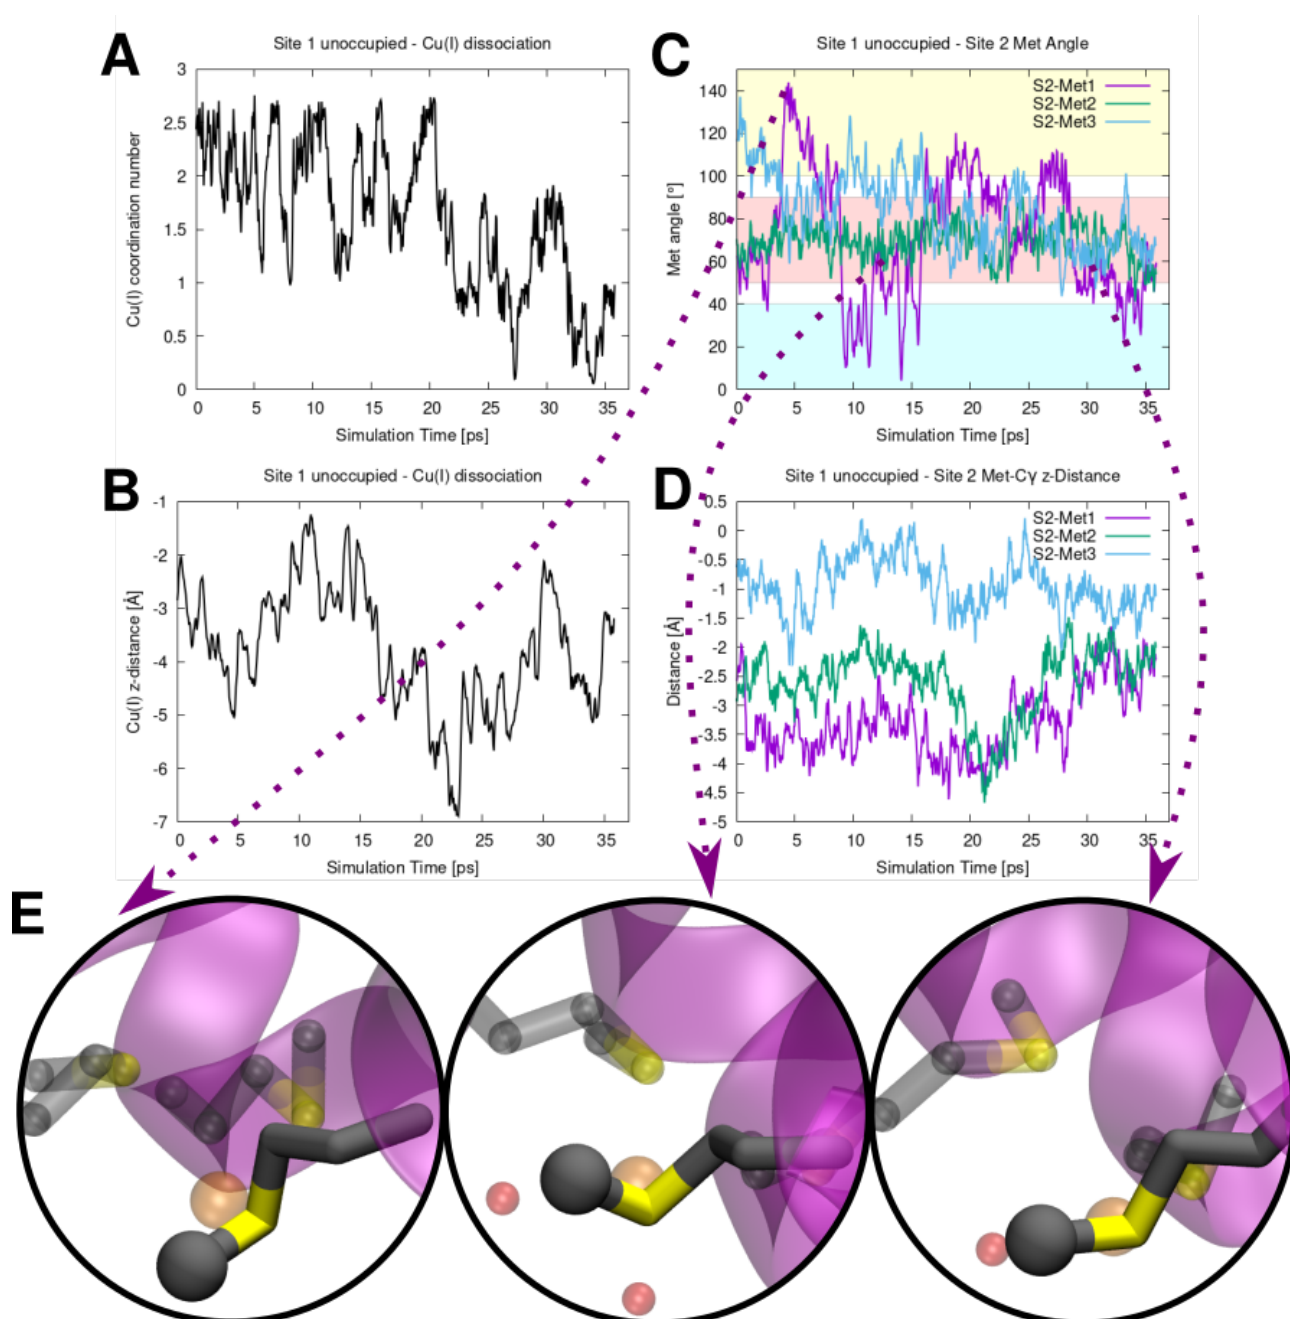 A
Site 1 unoccupied - Cu(I) dissociation
3
2.5
2
1.5
1
0.5
0
Cu(I) coordination number
0 5 10 15 20 25 30 35
Simulation Time [ps]
C
Site 1 unoccupied - Site 2 Met Angle
S2-Met1
S2-Met2
S2-Met3
140
120
100
80
60
40
20
0
Met angle [°]
0 5 10 15 20 25 30 35
Simulation Time [ps]
B
Site 1 unoccupied - Cu(I) dissociation
-1
-2
-3
-4
-5
-6
-7
Cu(I) z-distance [Å]
0 5 10 15 20 25 30 35
Simulation Time [ps]
D
Site 1 unoccupied - Site 2 Met-Cγ z-Distance
S2-Met1
S2-Met2
S2-Met3
0.5
0
-0.5
-1
-1.5
-2
-2.5
-3
-3.5
-4
-4.5
-5
Distance [Å]
0 5 10 15 20 25 30 35
Simulation Time [ps]
E